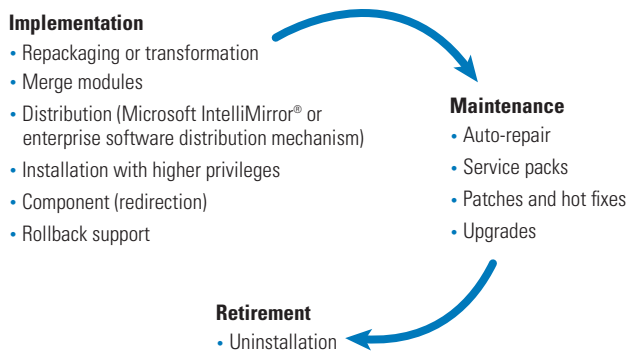 Implementation
• Repackaging or transformation
• Merge modules
• Distribution (Microsoft IntelliMirror® or
enterprise software distribution mechanism)
• Installation with higher privileges
• Component (redirection)
• Rollback support
Maintenance
• Auto-repair
• Service packs
• Patches and hot fixes
• Upgrades
Retirement
• Uninstallation